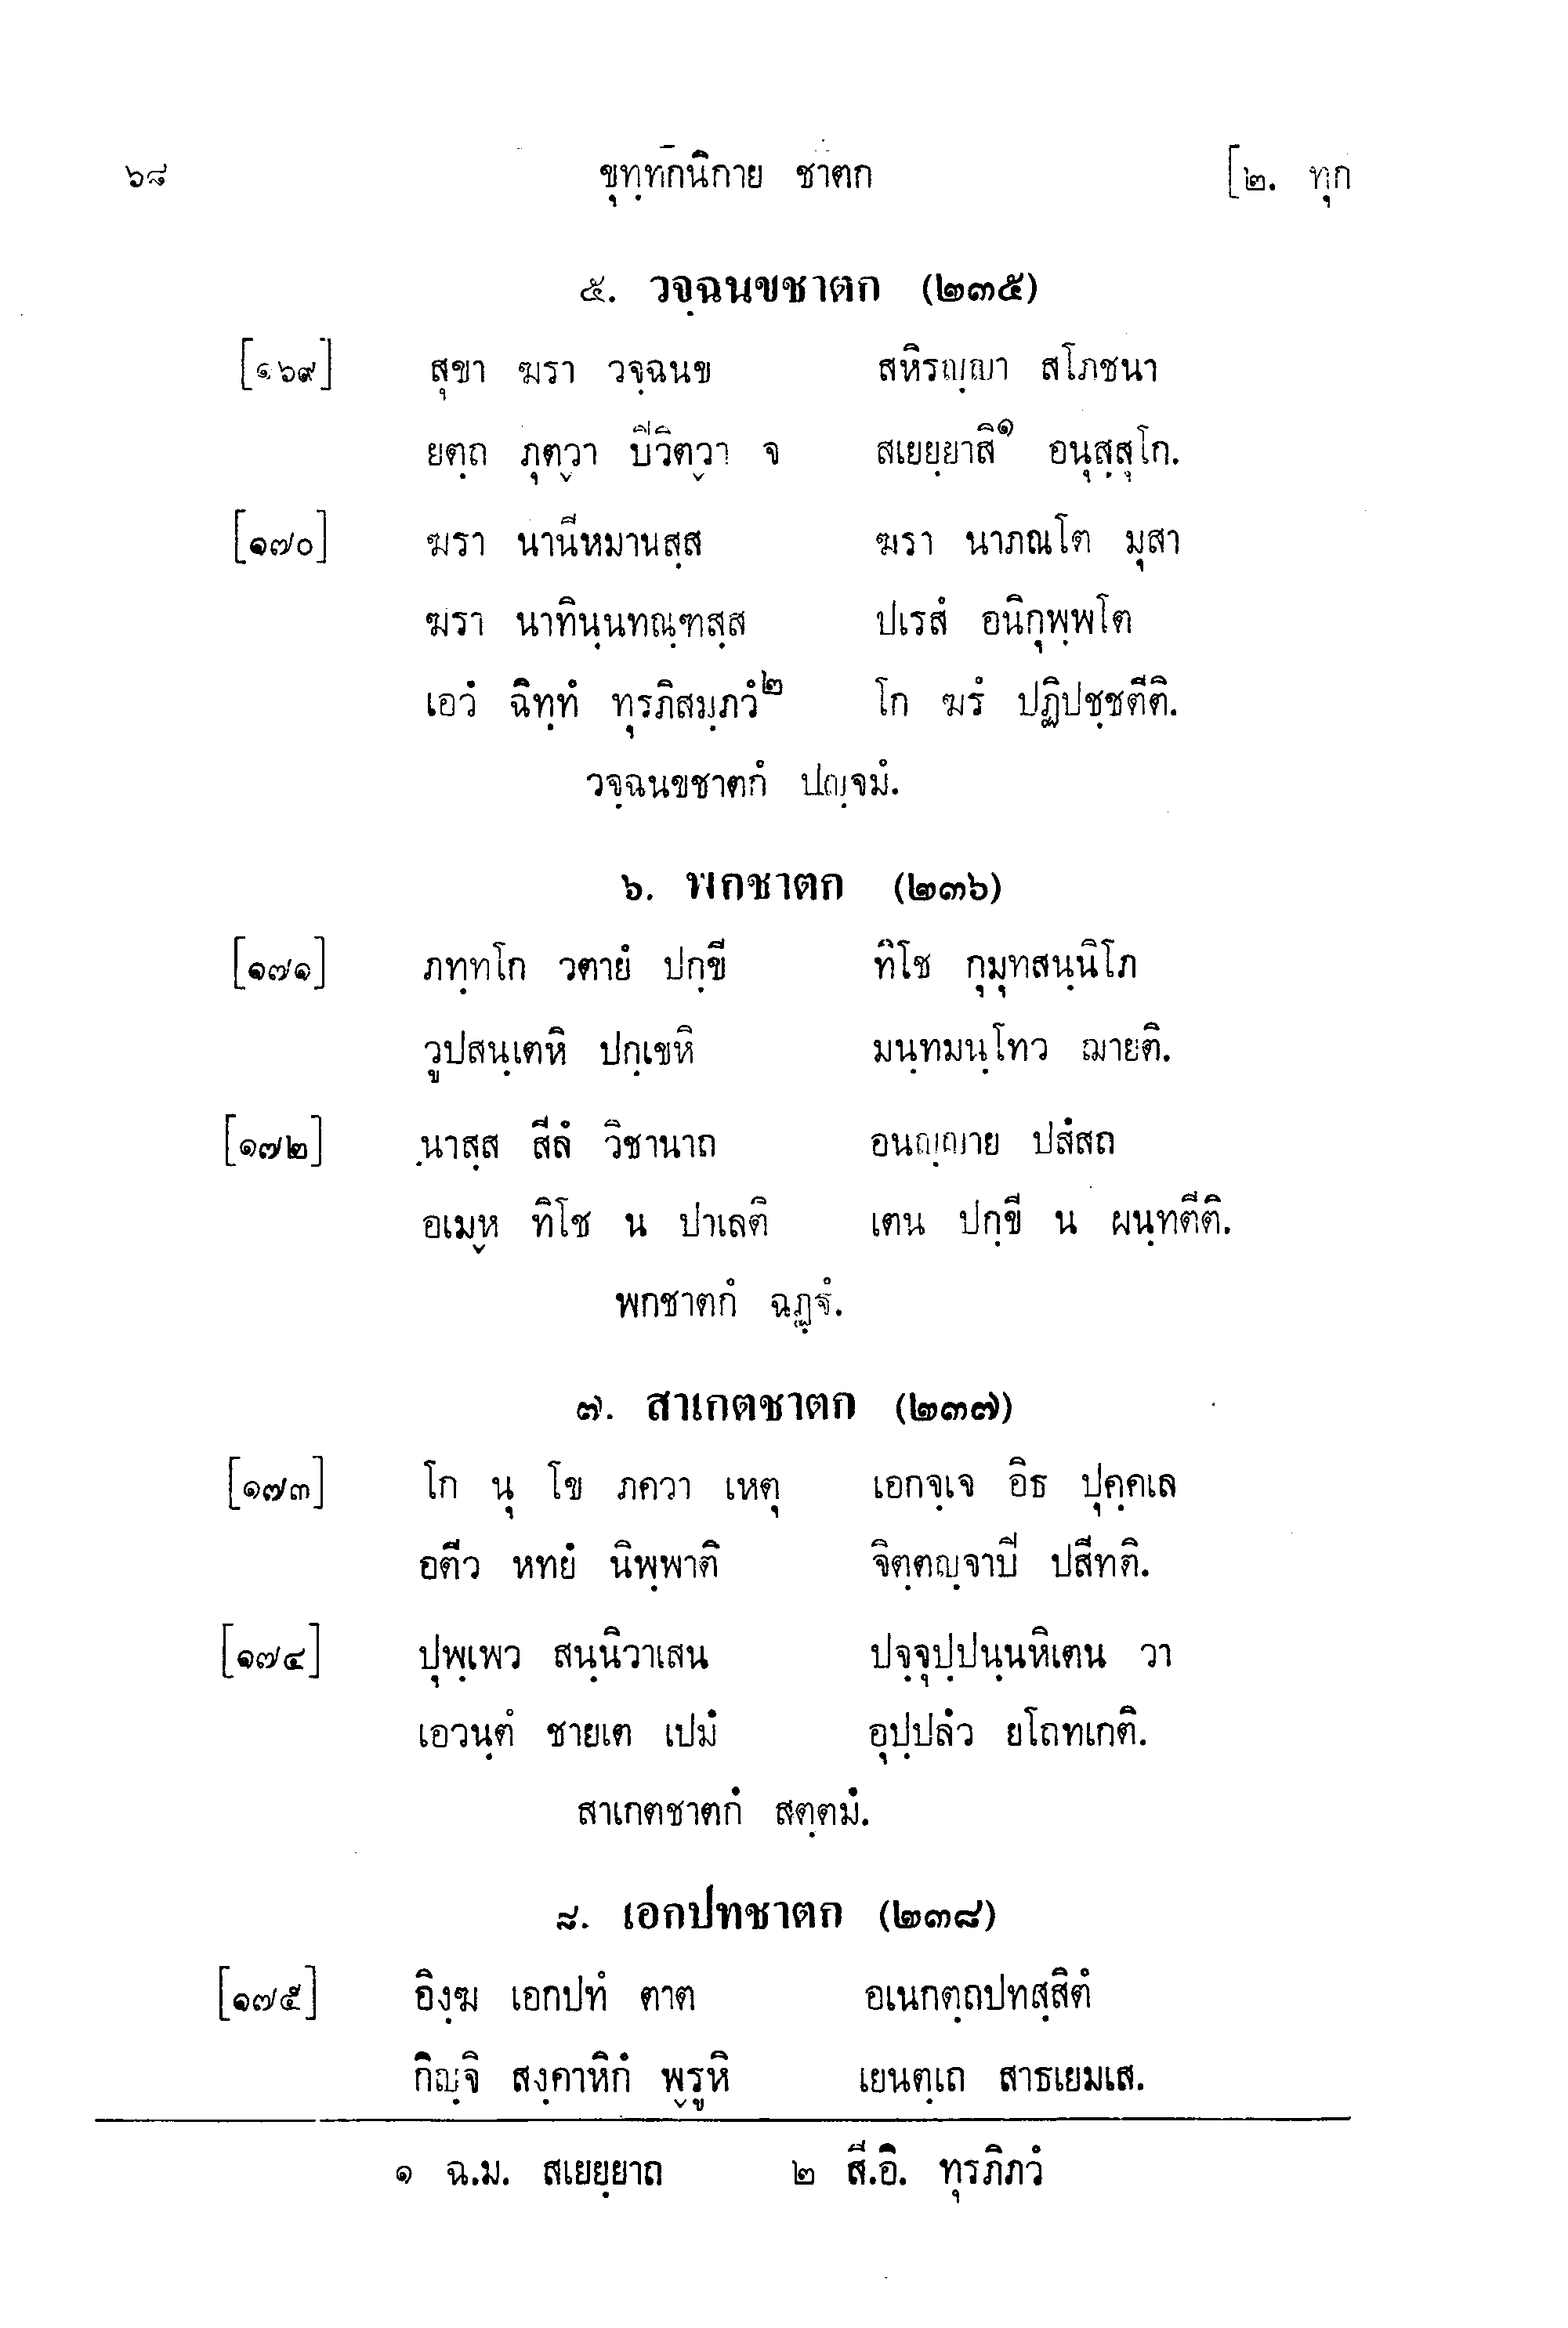 ๖๘ ขุทฺทกนิกาย ชาตก [๒. ทุก
๕. วจฺฉนขชาตก (๒๓๕)
[๑๖๙] สุขา ฆรา วจฺฉนข สหิรญฺญา สโภชนา
ยตฺถ ภุตฺวา ปิวิตฺวา จ สเยยฺยาสิ๑ อนุสฺสุโก.
[๑๗๐] ฆรา นานีหมานสฺส ฆรา นาภณโต มุสา
ฆรา นาทินฺนทณฺฑสฺส ปเรสํ อนิกุพฺพโต
เอวํ ฉิทฺทํ ทุรภิสมฺภวํ๒ โก ฆรํ ปฏิปชฺชตีติ.
วจฺฉนขชาตกํ ปญฺจมํ.
๖. พกชาตก (๒๓๖)
[๑๗๑] ภทฺทโก วตายํ ปกฺขี ทิโช กุมุทสนฺนิโภ
วูปสนฺเตหิ ปกฺเขหิ มนฺทมนฺโทว ฌายติ.
[๑๗๒] นาสฺส สีลํ วิชานาถ อนญฺญาย ปสํสถ
อเมฺห ทิโช น ปาเลติ เตน ปกฺขี น ผนฺทตีติ.
พกชาตกํ ฉฏฺฐํ.
๗. สาเกตชาตก (๒๓๗)
[๑๗๓] โก นุ โข ภควา เหตุ เอกจฺเจ อิธ ปุคฺคเล
อตีว หทยํ นิพฺพาติ จิตฺตญฺจาปิ ปสีทติ.
[๑๗๔] ปุพฺเพว สนฺนิวาเสน ปจฺจุปฺปนฺนหิเตน วา
เอวนฺตํ ชายเต เปมํ อุปฺปลํว ยโถทเกติ.
สาเกตชาตกํ สตฺตมํ.
๘. เอกปทชาตก (๒๓๘)
[๑๗๕] อิงฺฆ เอกปทํ ตาต อเนกตฺถปทสฺสิตํ
กิญฺจิ สงฺคาหิกํ พฺรูหิ เยนตฺเถ สาธเยมเส.
๑ ฉ.ม. สเยยฺยาถ ๒ สี.อิ. ทุรภิภวํ